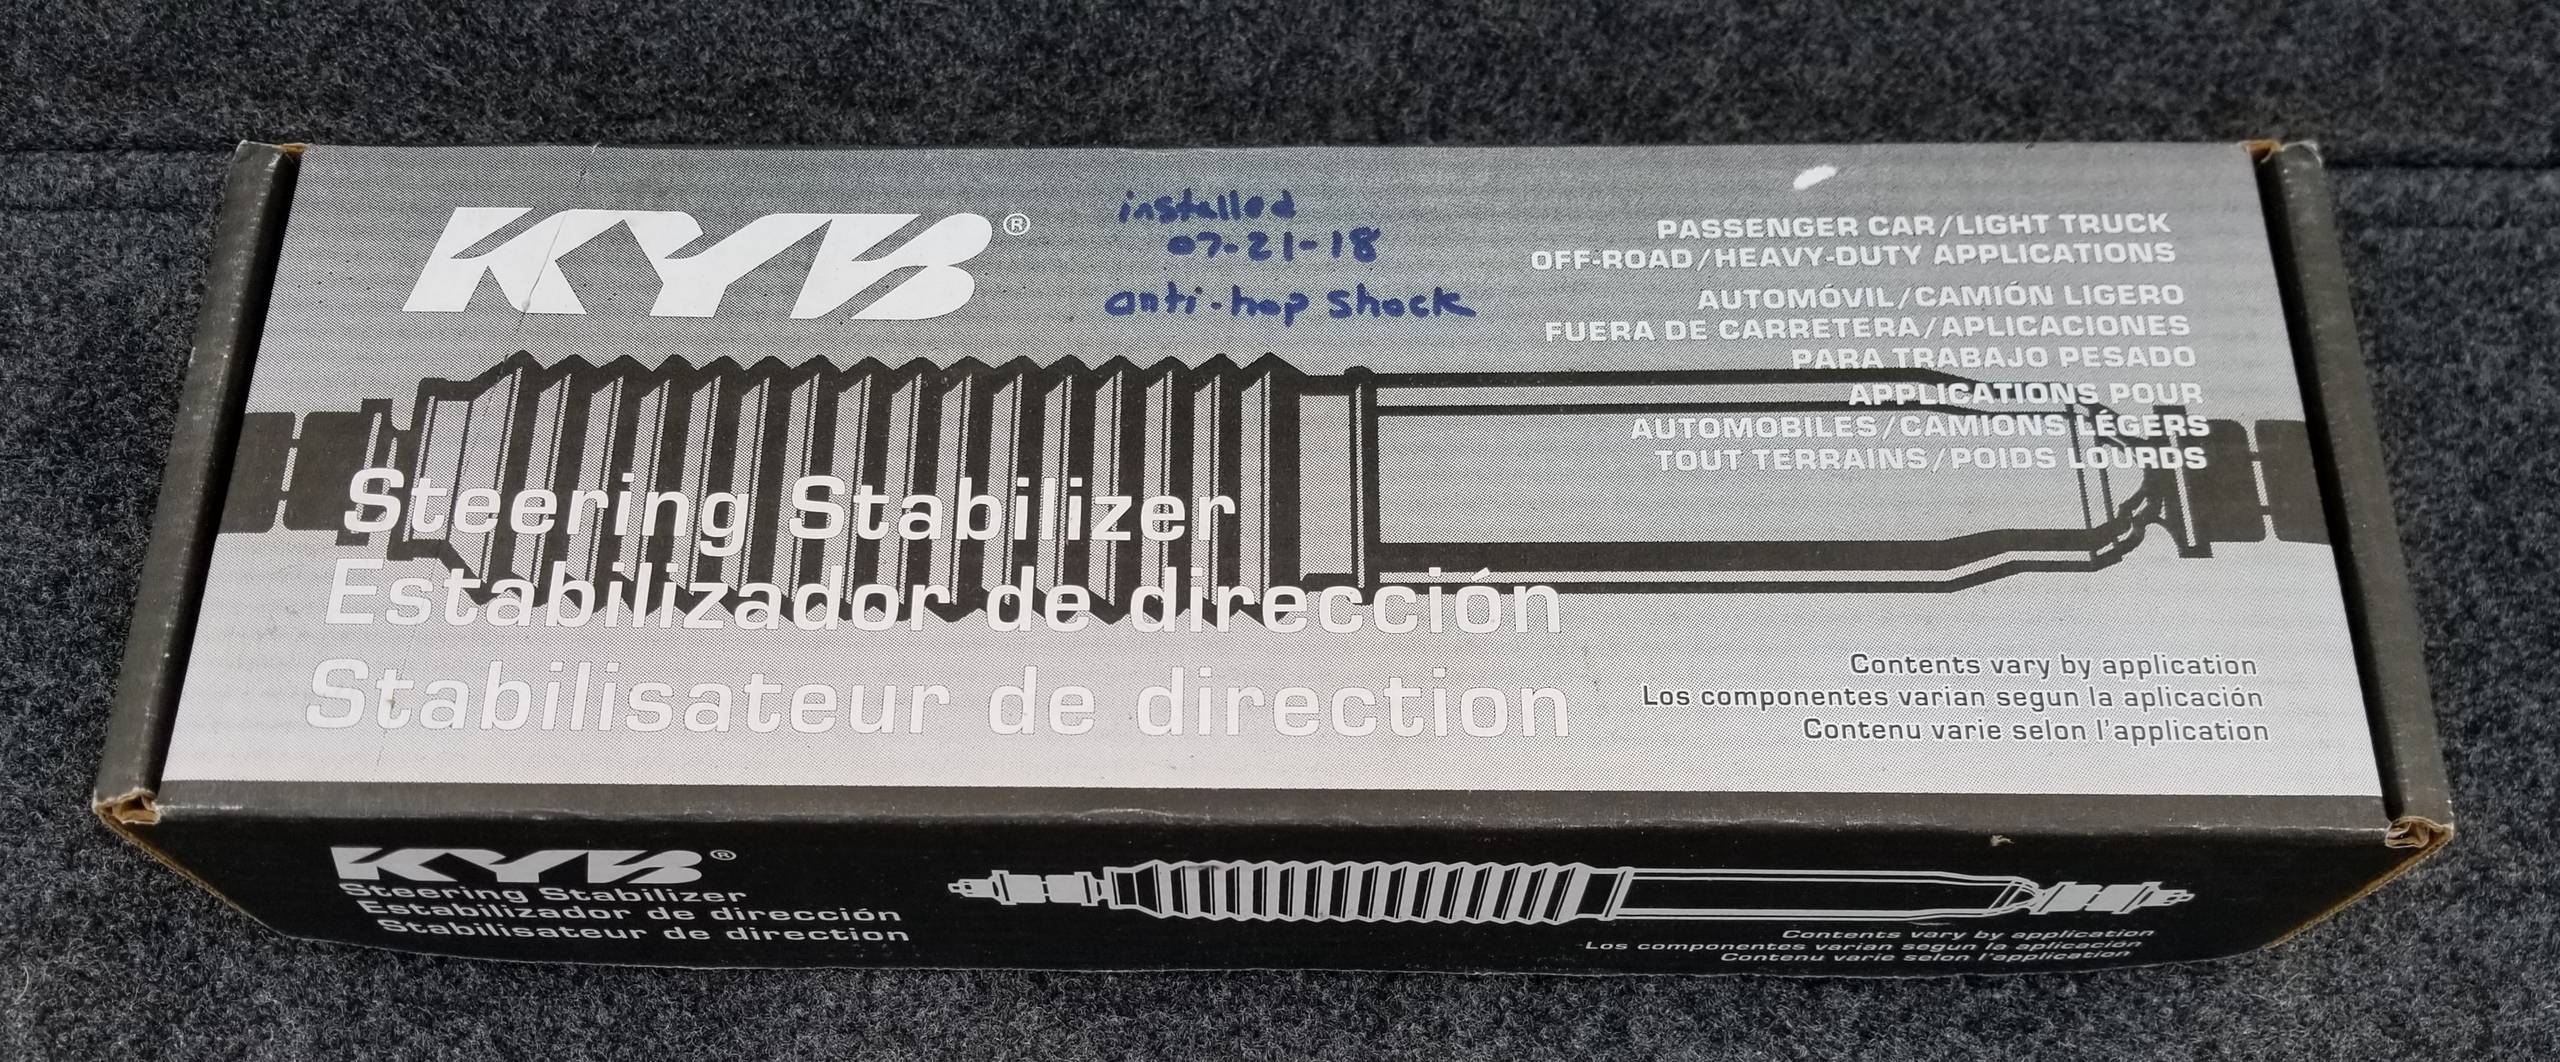 KYB®
installed
07-21-18
anti-hop shock
PASSENGER CAR/LIGHT TRUCK
OFF-ROAD/HEAVY-DUTY APPLICATIONS
AUTOMÓVIL/CAMIÓN LIGERO
FUERA DE CARRETERA/APLICACIONES
PARA TRABAJO PESADO
APPLICATIONS POUR
AUTOMOBILES/CAMIONS LÉGERS
TOUT TERRAINS/POIDS LOURDS
Steering Stabilizer
Estabilizador de dirección
Stabilisateur de direction
Contents vary by application
Los componentes varian segun la aplicación
Contenu varie selon l'application
KYB®
Steering Stabilizer
Estabilizador de dirección
Stabilisateur de direction
Contents vary by application
Los componentes varian segun la aplicación
Contenu varie selon l'application